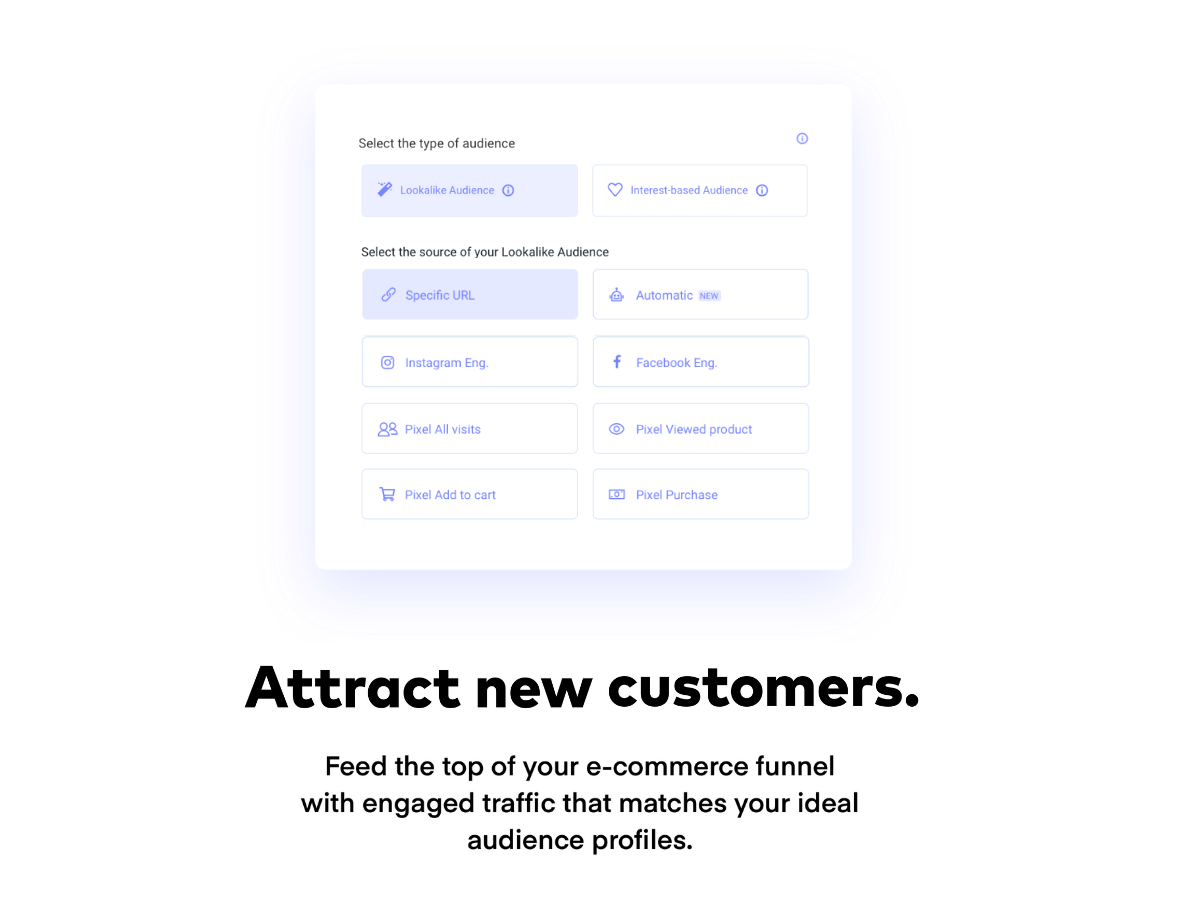 Select the type of audience
Lookalike Audience
Interest-based Audience
Select the source of your Lookalike Audience
Specific URL
Automatic NEW
Instagram Eng.
Facebook Eng.
Pixel All visits
Pixel Viewed product
Pixel Add to cart
Pixel Purchase
Attract new customers.
Feed the top of your e-commerce funnel
with engaged traffic that matches your ideal
audience profiles.